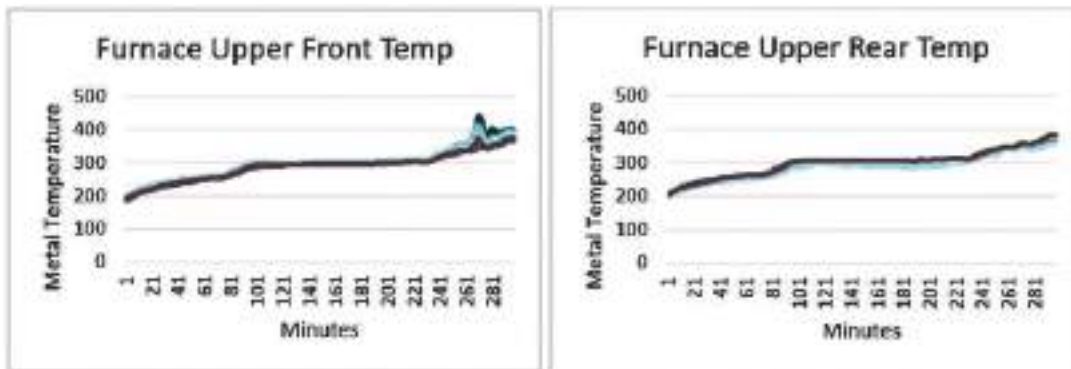 Furnace Upper Front Temp
Metal Temperature
500
400
300
200
100
0
1 21 41 61 81 101 121 141 161 181 201 221 241 261 281
Minutes
Furnace Upper Rear Temp
Metal Temperature
500
400
300
200
100
0
1 21 41 61 81 101 121 141 161 181 201 221 241 261 281
Minutes